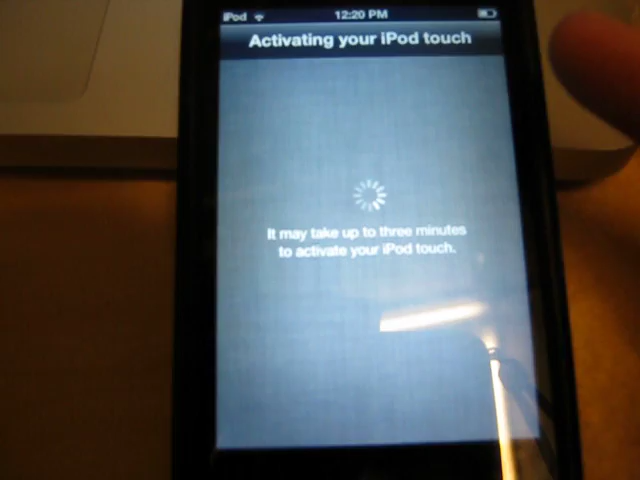 iPod 12:20 PM
Activating your iPod touch
It may take up to three minutes
to activate your iPod touch.